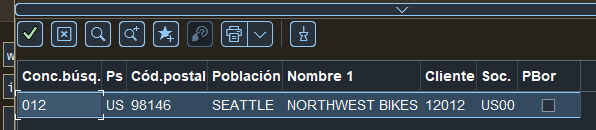 Conc.búsq. Ps Cód.postal Población Nombre 1 Cliente Soc. PBor
012 US 98146 SEATTLE NORTHWEST BIKES 12012 US00